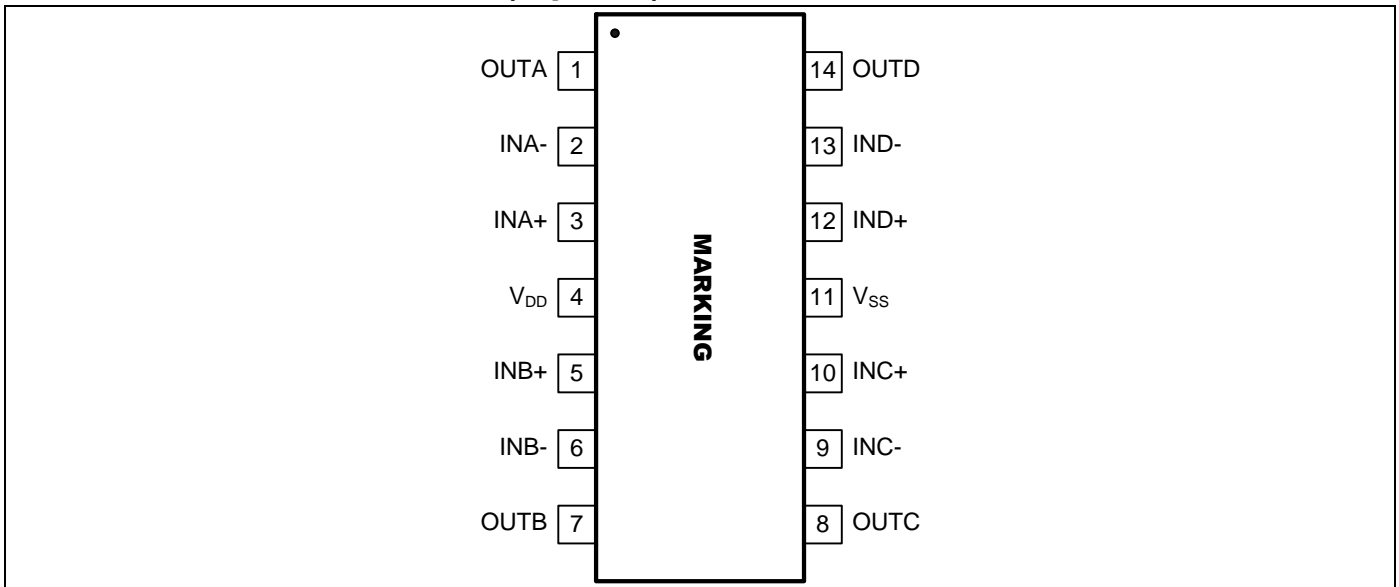 OUTA 1 14 OUTD
INA- 2 13 IND-
INA+ 3 12 IND+
MARKING
VDD 4 11 VSS
INB+ 5 10 INC+
INB- 6 9 INC-
OUTB 7 8 OUTC